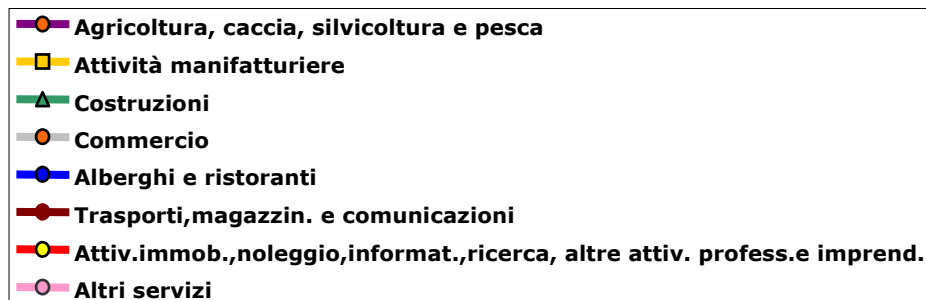 Agricoltura, caccia, silvicoltura e pesca
Attività manifatturiere
Costruzioni
Commercio
Alberghi e ristoranti
Trasporti,magazzin. e comunicazioni
Attiv.immob.,noleggio,informat.,ricerca, altre attiv. profess.e imprend.
Altri servizi